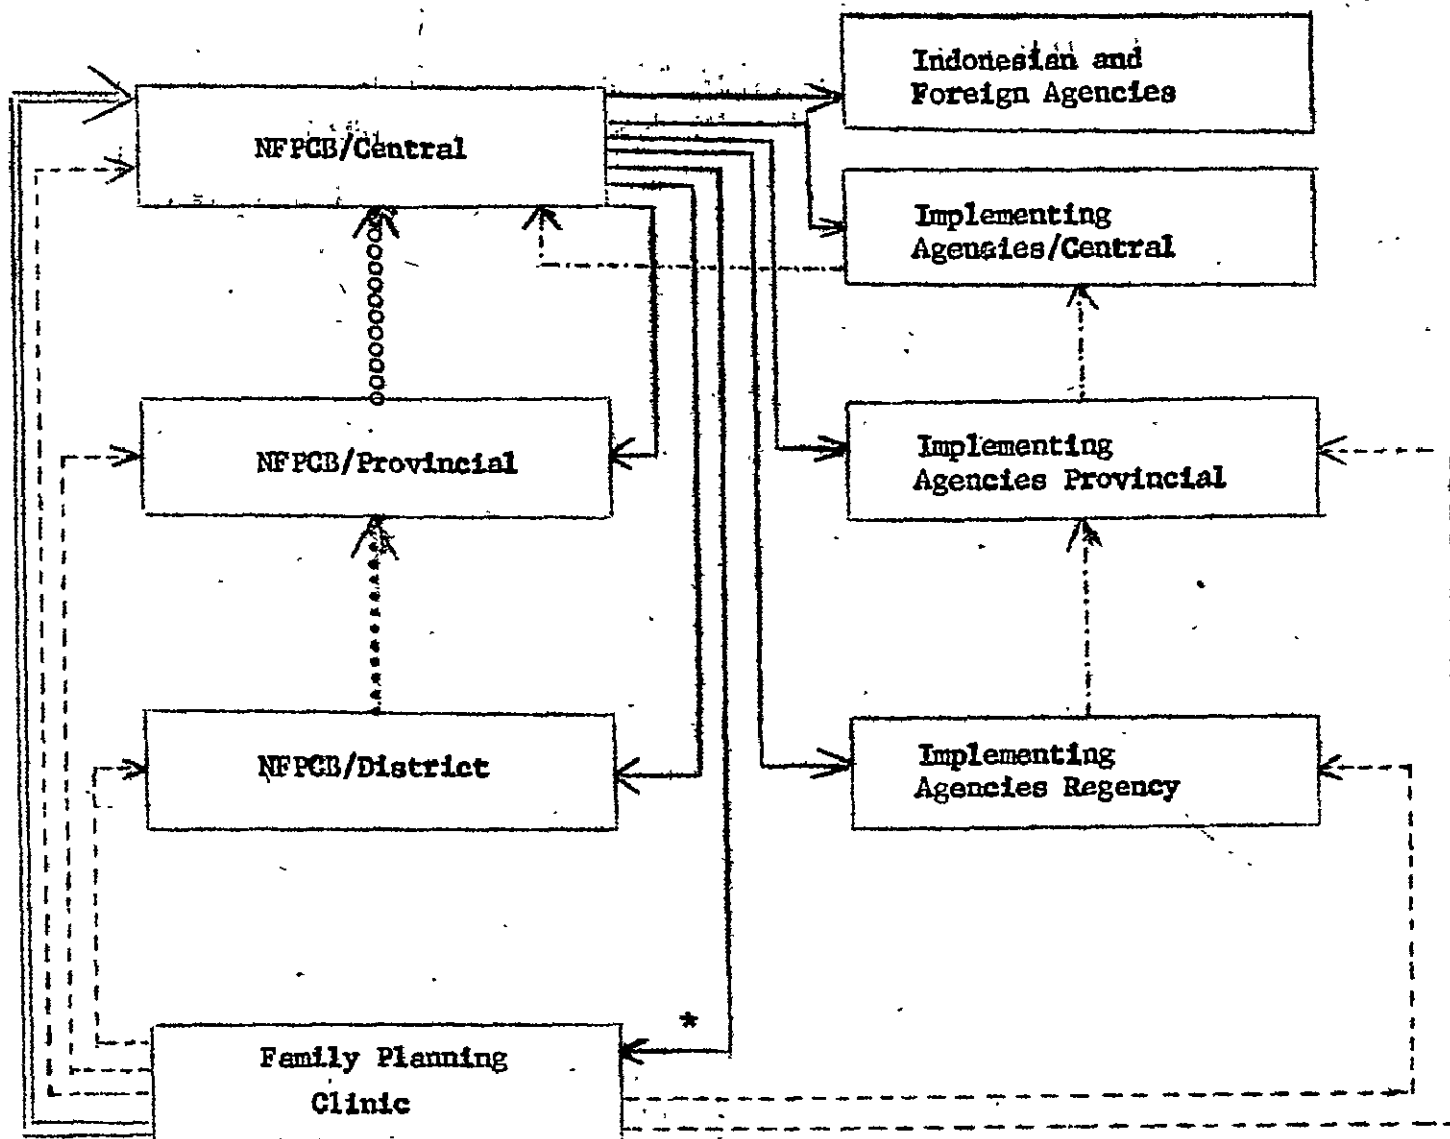 Indonesian and
Foreign Agencies
NFPCB/Central
Implementing
Agencies/Central
NFPCB/Provincial
Implementing
Agencies Provincial
NFPCB/District
Implementing
Agencies Regency
*
Family Planning
Clinic